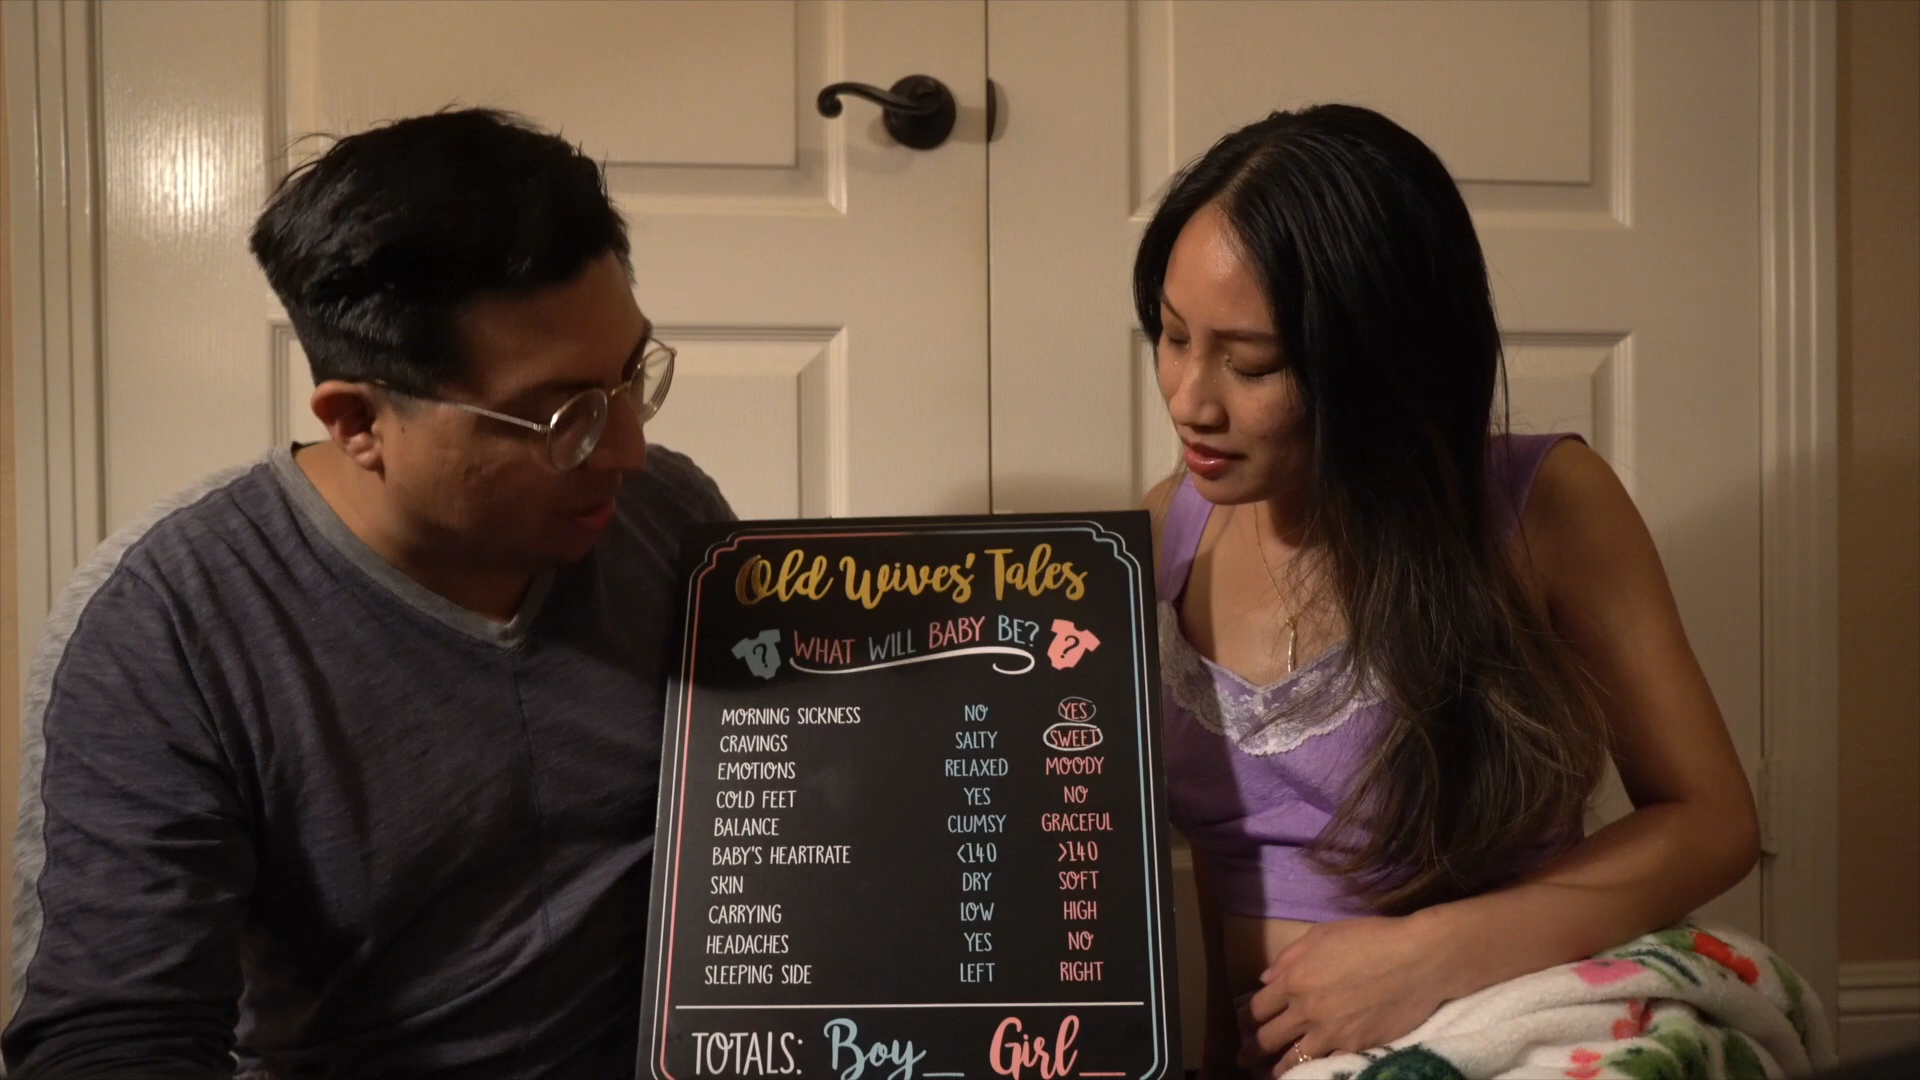 Old Wives' Tales
? WHAT WILL BABY BE? ?
MORNING SICKNESS NO YES
CRAVINGS SALTY SWEET
EMOTIONS RELAXED MOODY
COLD FEET YES NO
BALANCE CLUMSY GRACEFUL
BABY'S HEARTRATE <140 >140
SKIN DRY SOFT
CARRYING LOW HIGH
HEADACHES YES NO
SLEEPING SIDE LEFT RIGHT
TOTALS: Boy__ Girl__